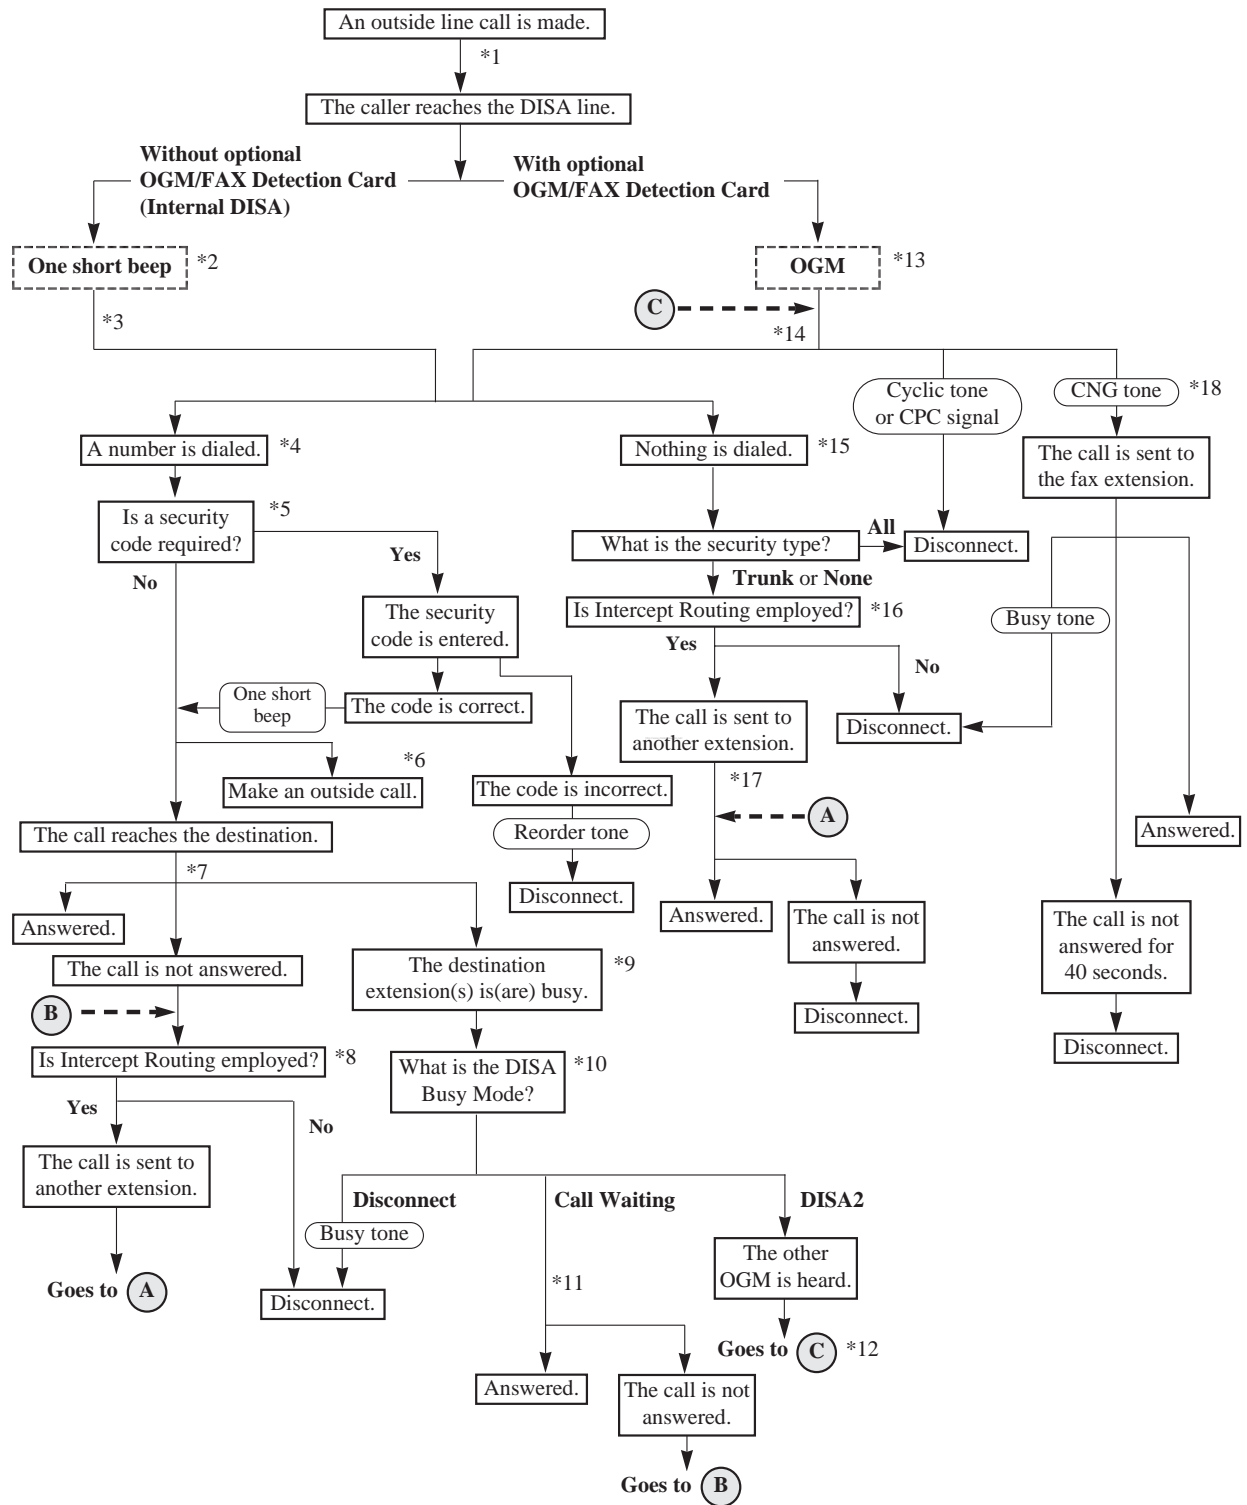 An outside line call is made.
*1
The caller reaches the DISA line.
Without optional
OGM/FAX Detection Card
(Internal DISA)
With optional
OGM/FAX Detection Card
One short beep
*2
OGM
*13
C
*3
*14
Cyclic tone
or CPC signal
CNG tone
*18
A number is dialed.
*4
Nothing is dialed.
*15
The call is sent to
the fax extension.
Is a security
code required?
*5
Yes
No
What is the security type?
All
Disconnect.
Trunk or None
The security
code is entered.
Is Intercept Routing employed?
*16
Busy tone
Yes
No
One short
beep
The code is correct.
The call is sent to
another extension.
Disconnect.
*6
Make an outside call.
The code is incorrect.
*17
A
The call reaches the destination.
Reorder tone
Answered.
*7
Disconnect.
Answered.
The call is not
answered.
The call is not
answered for
40 seconds.
Answered.
The call is not answered.
The destination
extension(s) is(are) busy.
*9
Disconnect.
B
Disconnect.
Is Intercept Routing employed?
*8
What is the DISA
Busy Mode?
*10
Yes
No
The call is sent to
another extension.
Disconnect
Call Waiting
DISA2
Busy tone
The other
OGM is heard.
Goes to A
Disconnect.
*11
Goes to C
*12
Answered.
The call is not
answered.
Goes to B